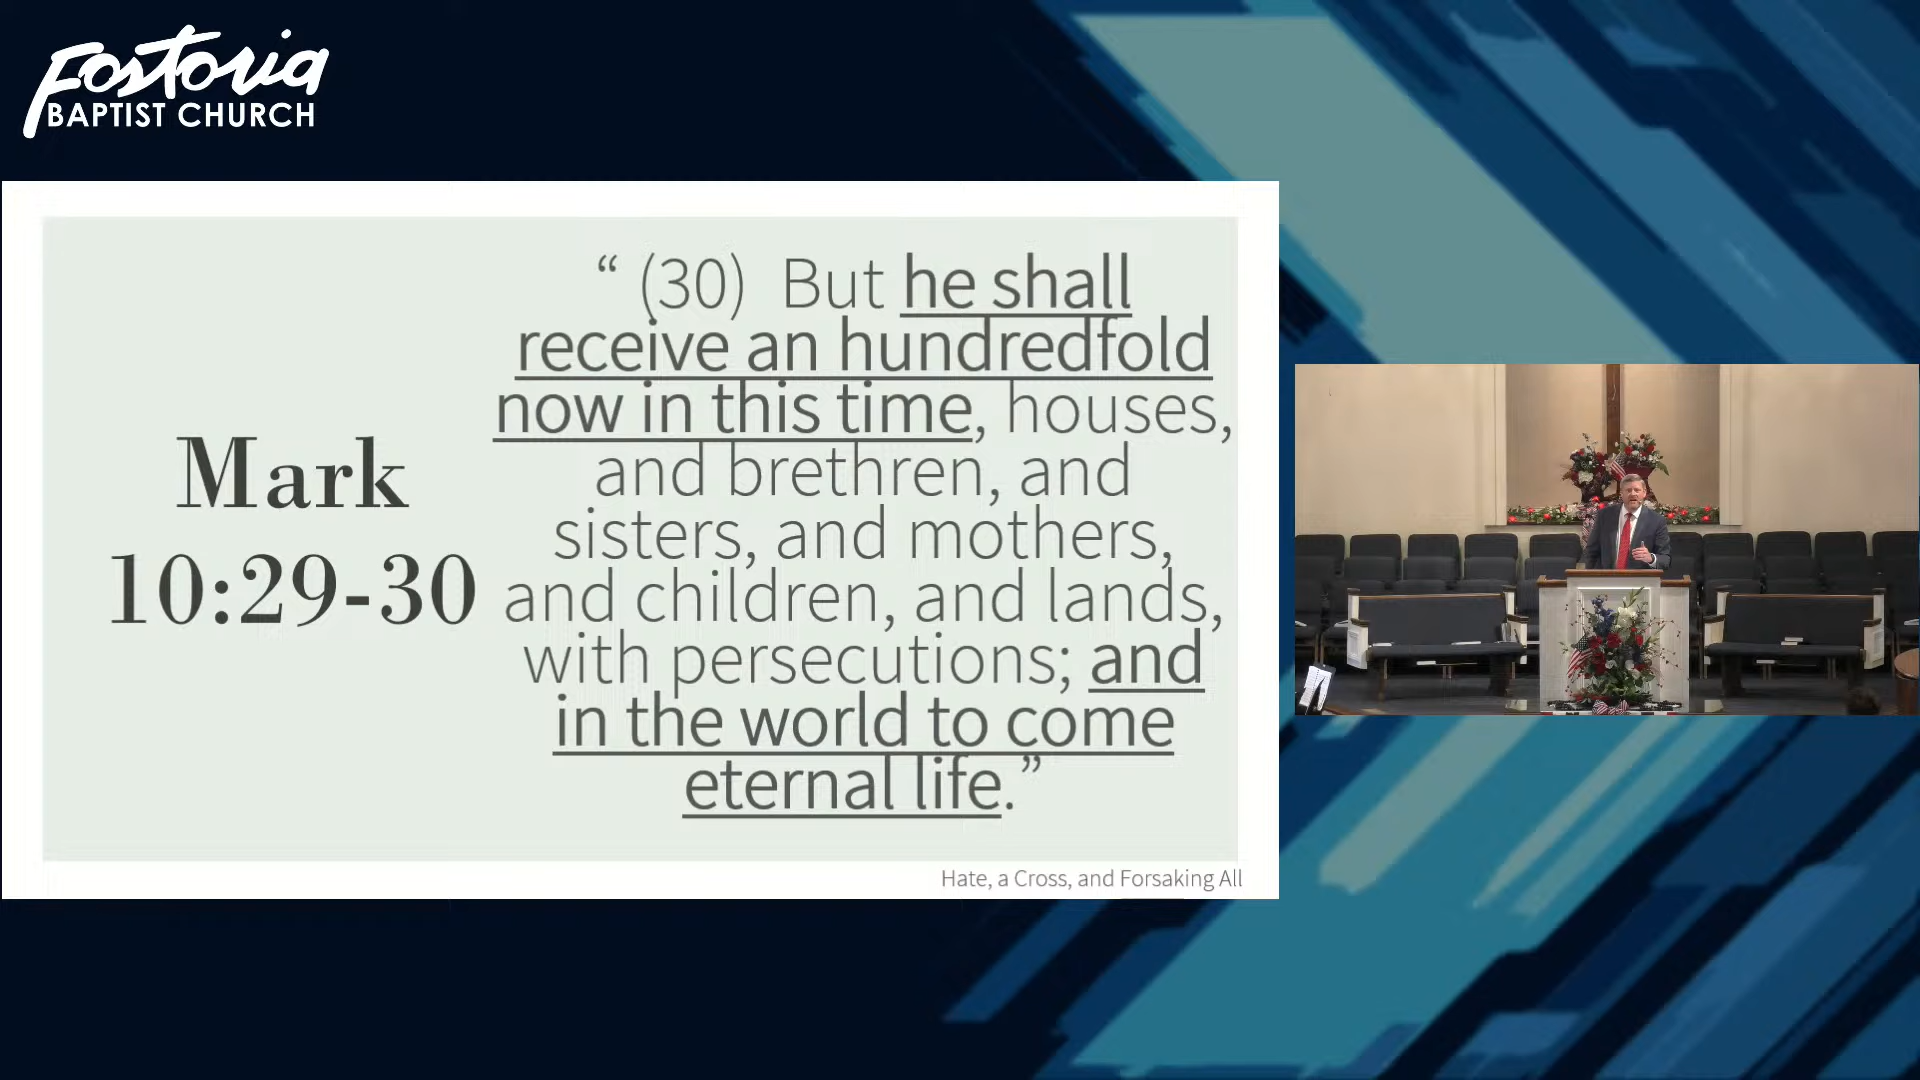 Fostoria
BAPTIST CHURCH
Mark
10:29-30
“ (30) But he shall
receive an hundredfold
now in this time, houses,
and brethren, and
sisters, and mothers,
and children, and lands,
with persecutions; and
in the world to come
eternal life.”
Hate, a Cross, and Forsaking All